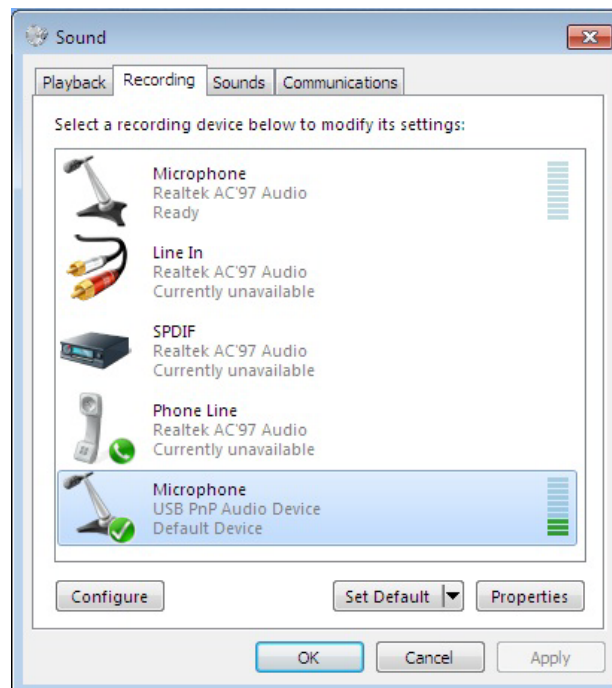 Sound
Playback
Recording
Sounds
Communications
Select a recording device below to modify its settings:
Microphone
Realtek AC'97 Audio
Ready
Line In
Realtek AC'97 Audio
Currently unavailable
SPDIF
Realtek AC'97 Audio
Currently unavailable
Phone Line
Realtek AC'97 Audio
Currently unavailable
Microphone
USB PnP Audio Device
Default Device
Configure
Set Default
Properties
OK
Cancel
Apply